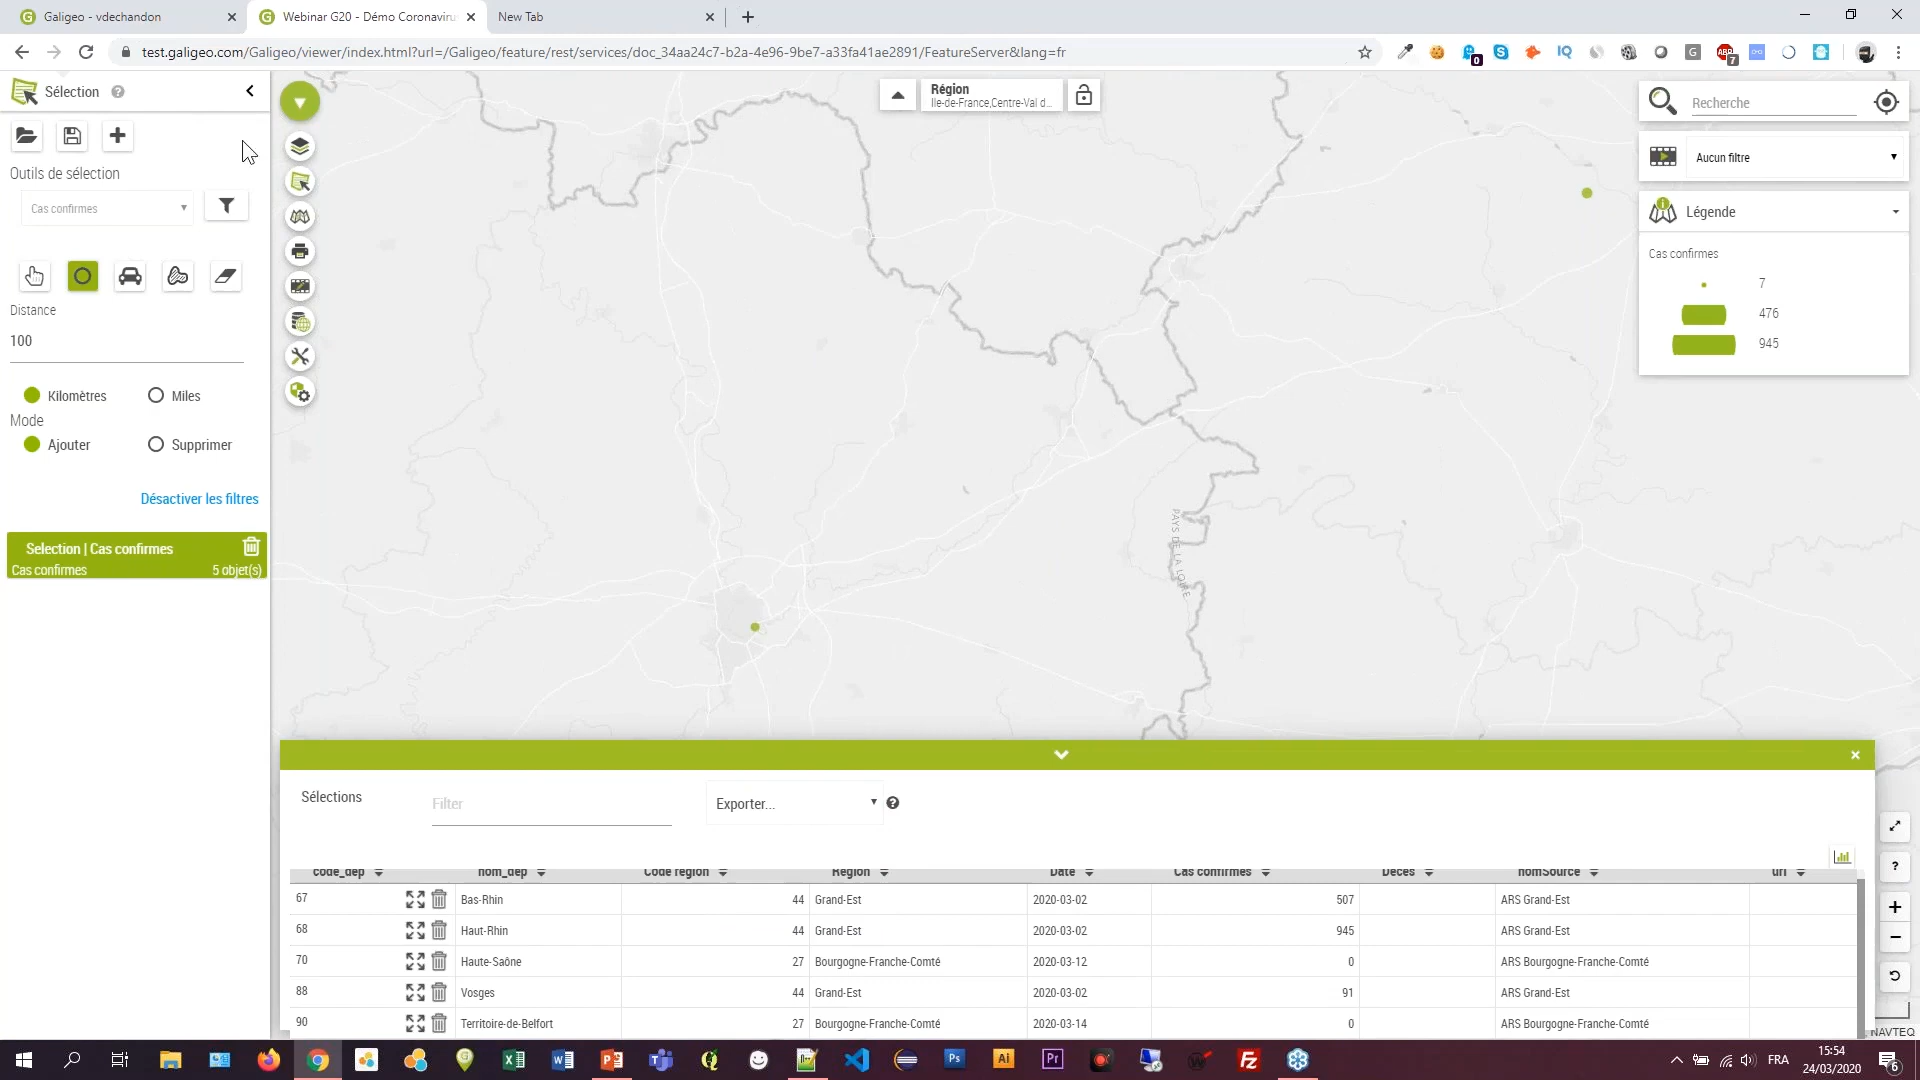 Galigeo - vdechandon
Webinar G20 - Démo Coronaviru
New Tab
test.galigeo.com/Galigeo/viewer/index.html?url=/Galigeo/feature/rest/services/doc_34aa24c7-b2a-4e96-9be7-a33fa41ae2891/FeatureServer&lang=fr
Sélection
Outils de sélection
Cas confirmes
Distance
100
Kilomètres
Miles
Mode
Ajouter
Supprimer
Désactiver les filtres
Selection | Cas confirmes
Cas confirmes
5 objet(s)
Région
Ile-de-France,Centre-Val d...
PAYS DE LA LOIRE
Recherche
Aucun filtre
Légende
Cas confirmes
7
476
945
Sélections
Filter
Exporter...
code_dep nom_dep Code region Région Date Cas confirmes Décès nomSource url
67 Bas-Rhin 44 Grand-Est 2020-03-02 507 ARS Grand-Est
68 Haut-Rhin 44 Grand-Est 2020-03-02 945 ARS Grand-Est
70 Haute-Saône 27 Bourgogne-Franche-Comté 2020-03-12 0 ARS Bourgogne-Franche-Comté
88 Vosges 44 Grand-Est 2020-03-02 91 ARS Grand-Est
90 Territoire-de-Belfort 27 Bourgogne-Franche-Comté 2020-03-14 0 ARS Bourgogne-Franche-Comté
NAVTEQ
FRA
15:54
24/03/2020
6